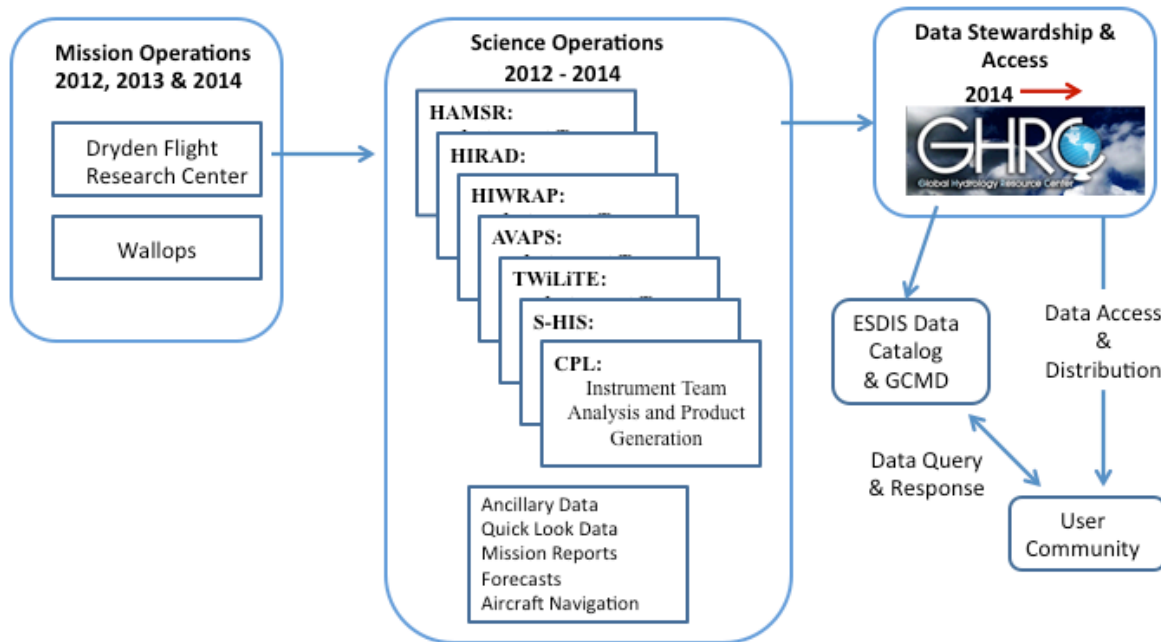 Mission Operations
2012, 2013 & 2014
Dryden Flight
Research Center
Wallops
Science Operations
2012 - 2014
HAMSR:
HIRAD:
HIWRAP:
AVAPS:
TWiLiTE:
S-HIS:
CPL:
Instrument Team
Analysis and Product
Generation
Ancillary Data
Quick Look Data
Mission Reports
Forecasts
Aircraft Navigation
Data Stewardship &
Access
2014
GHRC
Global Hydrology Resource Center
ESDIS Data
Catalog
& GCMD
Data Access
&
Distribution
Data Query
& Response
User
Community